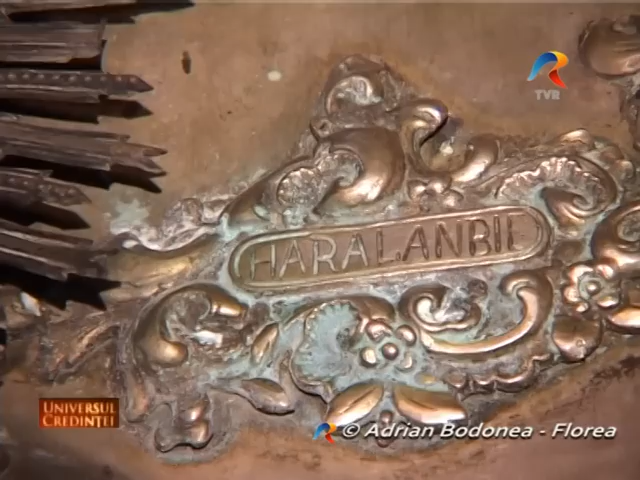 TVR
HARALANBIE
UNIVERSUL
CREDINȚEI
© Adrian Bodonea - Florea